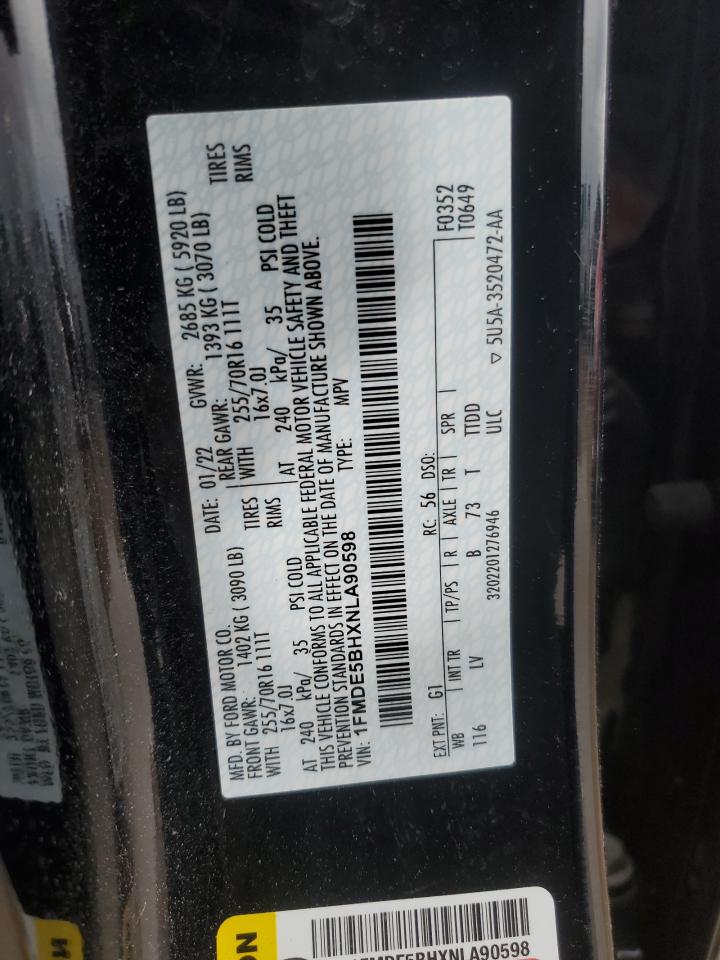 MFD. BY FORD MOTOR CO.
DATE: 01/22 GVWR: 2685 KG ( 5920 LB)
FRONT GAWR: 1402 KG ( 3090 LB)
REAR GAWR: 1393 KG ( 3070 LB)
WITH 255/70R16 111T TIRES
WITH 255/70R16 111T TIRES
16x7.0J RIMS
16x7.0J RIMS
AT 240 kPa/ 35 PSI COLD
AT 240 kPa/ 35 PSI COLD
THIS VEHICLE CONFORMS TO ALL APPLICABLE FEDERAL MOTOR VEHICLE SAFETY AND THEFT
PREVENTION STANDARDS IN EFFECT ON THE DATE OF MANUFACTURE SHOWN ABOVE.
VIN: 1FMDE5BHXNLA90598 TYPE: MPV
EXT PNT: G1 RC: 56 DSO: F0352
WB INT TR TP/PS R AXLE TR SPR T0649
116 LV B 73 T TTDD
3202201276946 ULC ▽ 5U5A-3520472-AA
1FMDE5BHXNLA90598